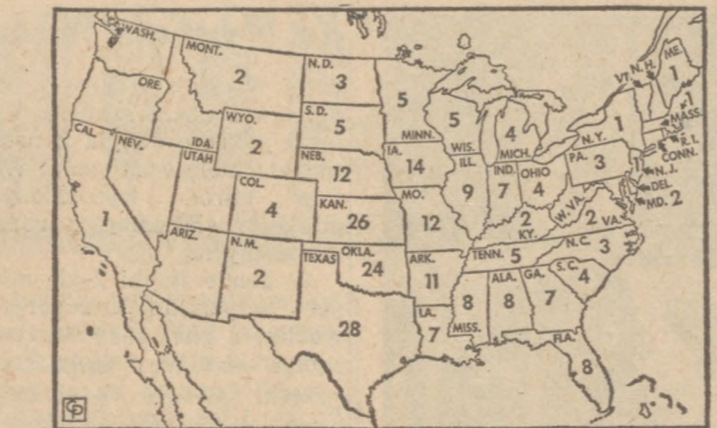 WASH.
ORE.
CAL. 1
NEV.
IDA.
MONT. 2
WYO. 2
UTAH
COL. 4
ARIZ.
N.M. 2
N.D. 3
S.D. 5
NEB. 12
KAN. 26
OKLA. 24
TEXAS 28
5 MINN.
IA. 14
MO. 12
ARK. 11
LA. 7
5 WIS.
ILL. 9
4 MICH.
IND. 7
OHIO 4
2 KY.
TENN. 5
8 MISS.
ALA. 8
GA. 7
FLA. 8
S.C. 4
N.C. 3
2 VA.
W.VA.
PA. 3
N.Y. 1
VT.
N.H.
ME. 1
1 MASS.
R.I.
CONN.
1 N.J.
DEL.
MD. 2
CP